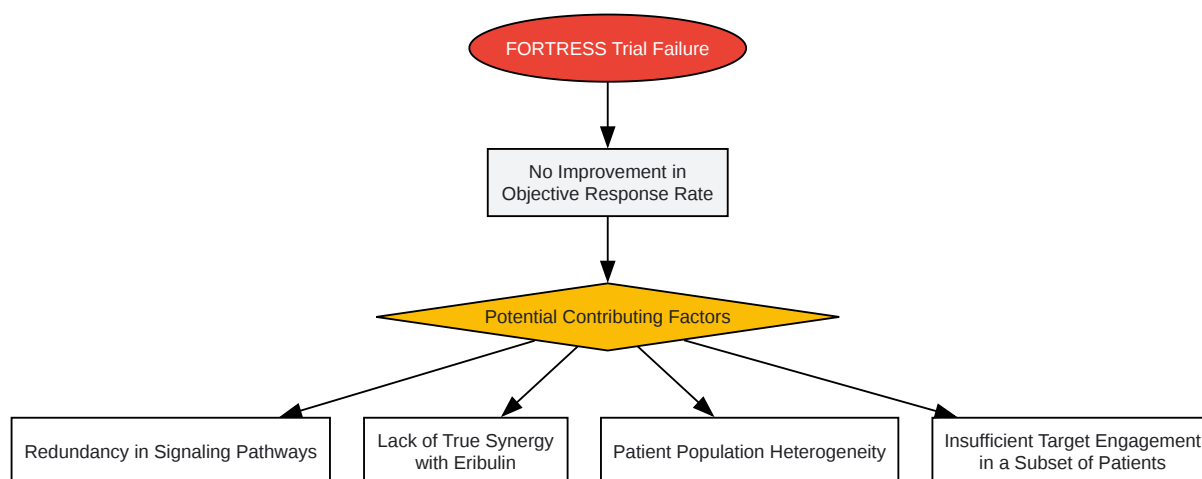 FORTRESS Trial Failure
No Improvement in
Objective Response Rate
Potential Contributing Factors
Redundancy in Signaling Pathways
Lack of True Synergy
with Eribulin
Patient Population Heterogeneity
Insufficient Target Engagement
in a Subset of Patients